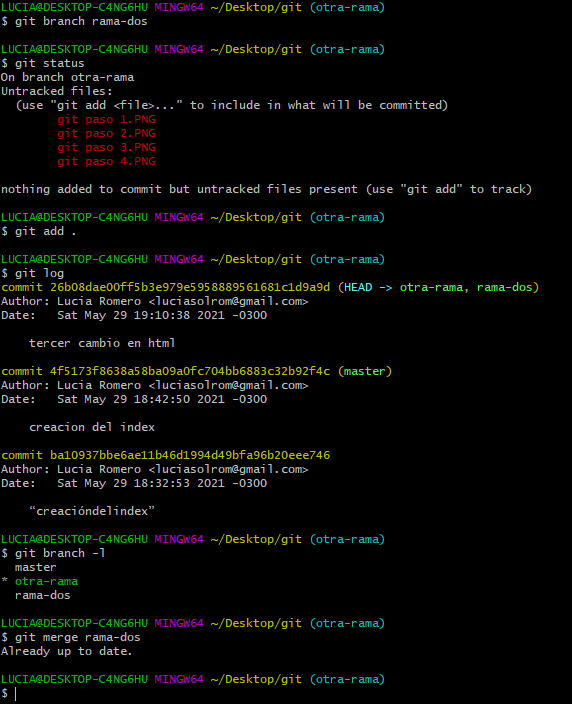 LUCIA@DESKTOP-C4NG6HU MINGW64 ~/Desktop/git (otra-rama)
$ git branch rama-dos
LUCIA@DESKTOP-C4NG6HU MINGW64 ~/Desktop/git (otra-rama)
$ git status
On branch otra-rama
Untracked files:
  (use "git add <file>..." to include in what will be committed)
        git paso 1.PNG
        git paso 2.PNG
        git paso 3.PNG
        git paso 4.PNG
nothing added to commit but untracked files present (use "git add" to track)
LUCIA@DESKTOP-C4NG6HU MINGW64 ~/Desktop/git (otra-rama)
$ git add .
LUCIA@DESKTOP-C4NG6HU MINGW64 ~/Desktop/git (otra-rama)
$ git log
commit 26b08dae00ff5b3e979e5958889561681c1d9a9d (HEAD -> otra-rama, rama-dos)
Author: Lucia Romero <luciasolrom@gmail.com>
Date:   Sat May 29 19:10:38 2021 -0300
    tercer cambio en html
commit 4f5173f8638a58ba09a0fc704bb6883c32b92f4c (master)
Author: Lucia Romero <luciasolrom@gmail.com>
Date:   Sat May 29 18:42:50 2021 -0300
    creacion del index
commit ba10937bbe6ae11b46d1994d49bfa96b20eee746
Author: Lucia Romero <luciasolrom@gmail.com>
Date:   Sat May 29 18:32:53 2021 -0300
    “creacióndelindex”
LUCIA@DESKTOP-C4NG6HU MINGW64 ~/Desktop/git (otra-rama)
$ git branch -l
  master
* otra-rama
  rama-dos
LUCIA@DESKTOP-C4NG6HU MINGW64 ~/Desktop/git (otra-rama)
$ git merge rama-dos
Already up to date.
LUCIA@DESKTOP-C4NG6HU MINGW64 ~/Desktop/git (otra-rama)
$